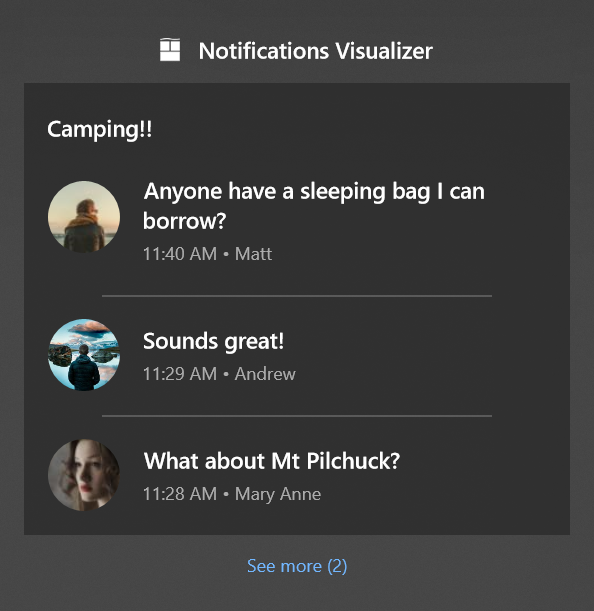 Notifications Visualizer
Camping!!
Anyone have a sleeping bag I can
borrow?
11:40 AM • Matt
Sounds great!
11:29 AM • Andrew
What about Mt Pilchuck?
11:28 AM • Mary Anne
See more (2)